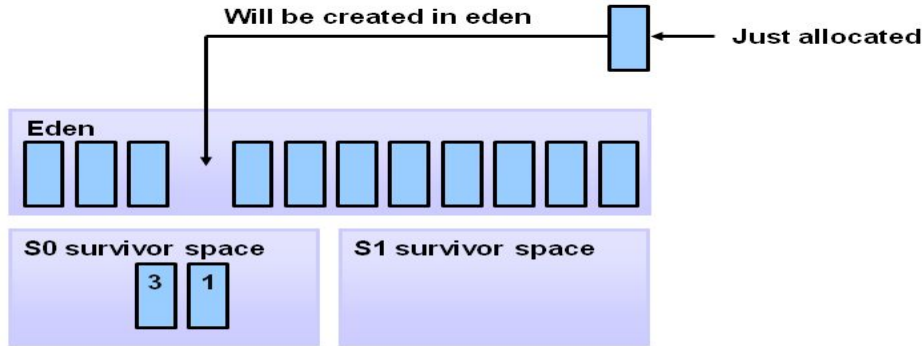 Will be created in eden
Just allocated
Eden
S0 survivor space
S1 survivor space
3 1